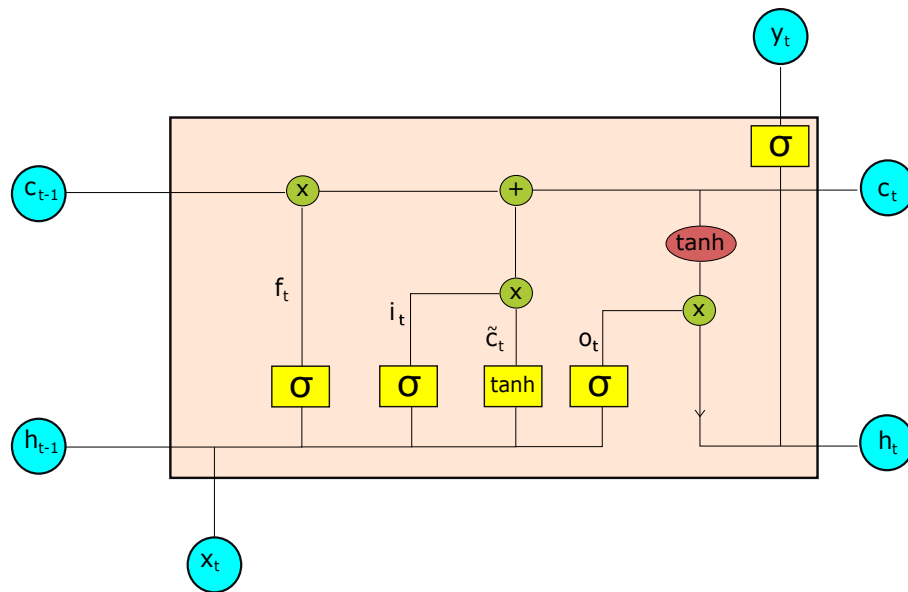 yₜ
σ
cₜ₋₁
x
+
cₜ
tanh
fₜ
iₜ
x
x
c̃ₜ
oₜ
σ
σ
tanh
σ
hₜ₋₁
hₜ
xₜ